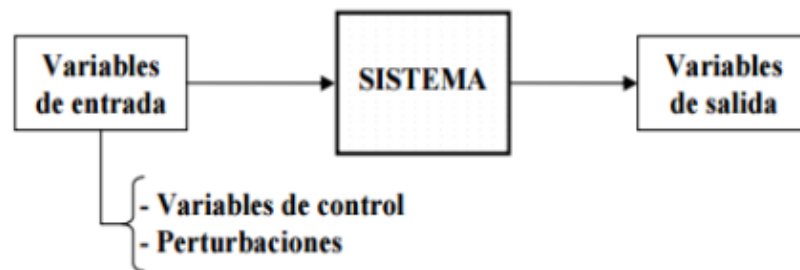 Variables
de entrada
SISTEMA
Variables
de salida
- Variables de control
- Perturbaciones